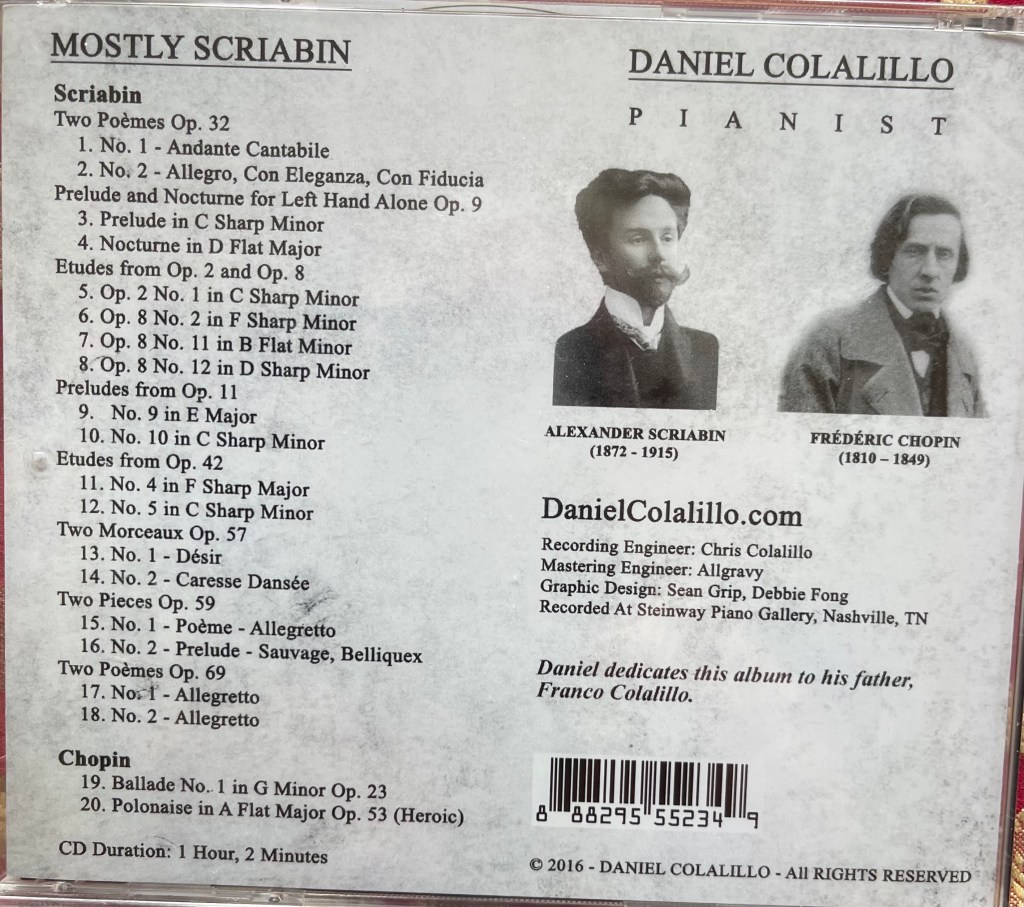 MOSTLY SCRIABIN
Scriabin
Two Poèmes Op. 32
1. No. 1 - Andante Cantabile
2. No. 2 - Allegro, Con Eleganza, Con Fiducia
Prelude and Nocturne for Left Hand Alone Op. 9
3. Prelude in C Sharp Minor
4. Nocturne in D Flat Major
Etudes from Op. 2 and Op. 8
5. Op. 2 No. 1 in C Sharp Minor
6. Op. 8 No. 2 in F Sharp Minor
7. Op. 8 No. 11 in B Flat Minor
8. Op. 8 No. 12 in D Sharp Minor
Preludes from Op. 11
9. No. 9 in E Major
10. No. 10 in C Sharp Minor
Etudes from Op. 42
11. No. 4 in F Sharp Major
12. No. 5 in C Sharp Minor
Two Morceaux Op. 57
13. No. 1 - Désir
14. No. 2 - Caresse Dansée
Two Pieces Op. 59
15. No. 1 - Poème - Allegretto
16. No. 2 - Prelude - Sauvage, Belliquex
Two Poèmes Op. 69
17. No. 1 - Allegretto
18. No. 2 - Allegretto
Chopin
19. Ballade No. 1 in G Minor Op. 23
20. Polonaise in A Flat Major Op. 53 (Heroic)
CD Duration: 1 Hour, 2 Minutes
DANIEL COLALILLO
PIANIST
ALEXANDER SCRIABIN
(1872 - 1915)
FRÉDÉRIC CHOPIN
(1810 – 1849)
DanielColalillo.com
Recording Engineer: Chris Colalillo
Mastering Engineer: Allgravy
Graphic Design: Sean Grip, Debbie Fong
Recorded At Steinway Piano Gallery, Nashville, TN
Daniel dedicates this album to his father,
Franco Colalillo.
8 88295 55234 9
© 2016 - DANIEL COLALILLO - All RIGHTS RESERVED